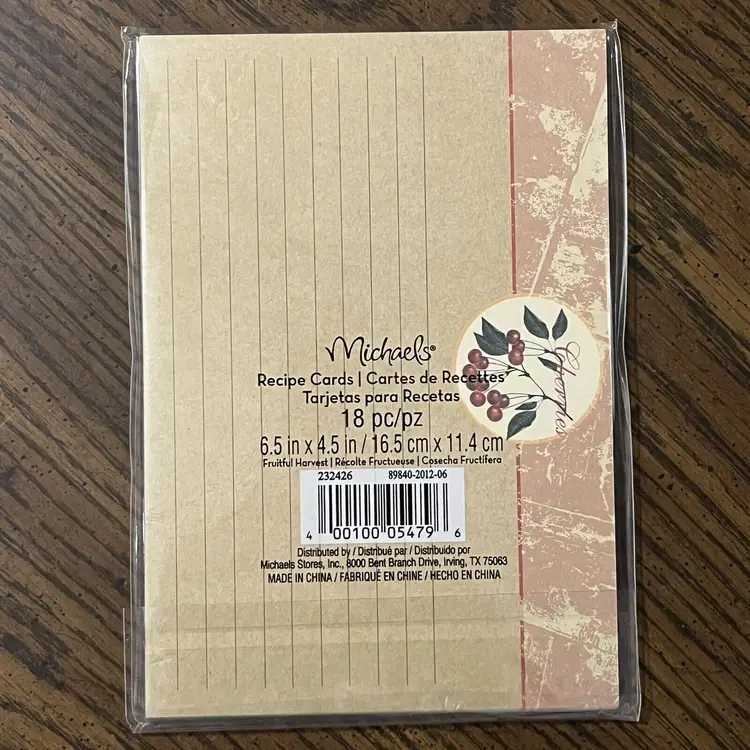 Michaels®
Recipe Cards | Cartes de Recettes
Tarjetas para Recetas
18 pc/pz
6.5 in x 4.5 in / 16.5 cm x 11.4 cm
Fruitful Harvest | Récolte Fructueuse | Cosecha Fructífera
232426 89840-2012-06
4 00100 05479 6
Distributed by / Distribué par / Distribuido por
Michaels Stores, Inc., 8000 Bent Branch Drive, Irving, TX 75063
MADE IN CHINA / FABRIQUÉ EN CHINE / HECHO EN CHINA
Cherries